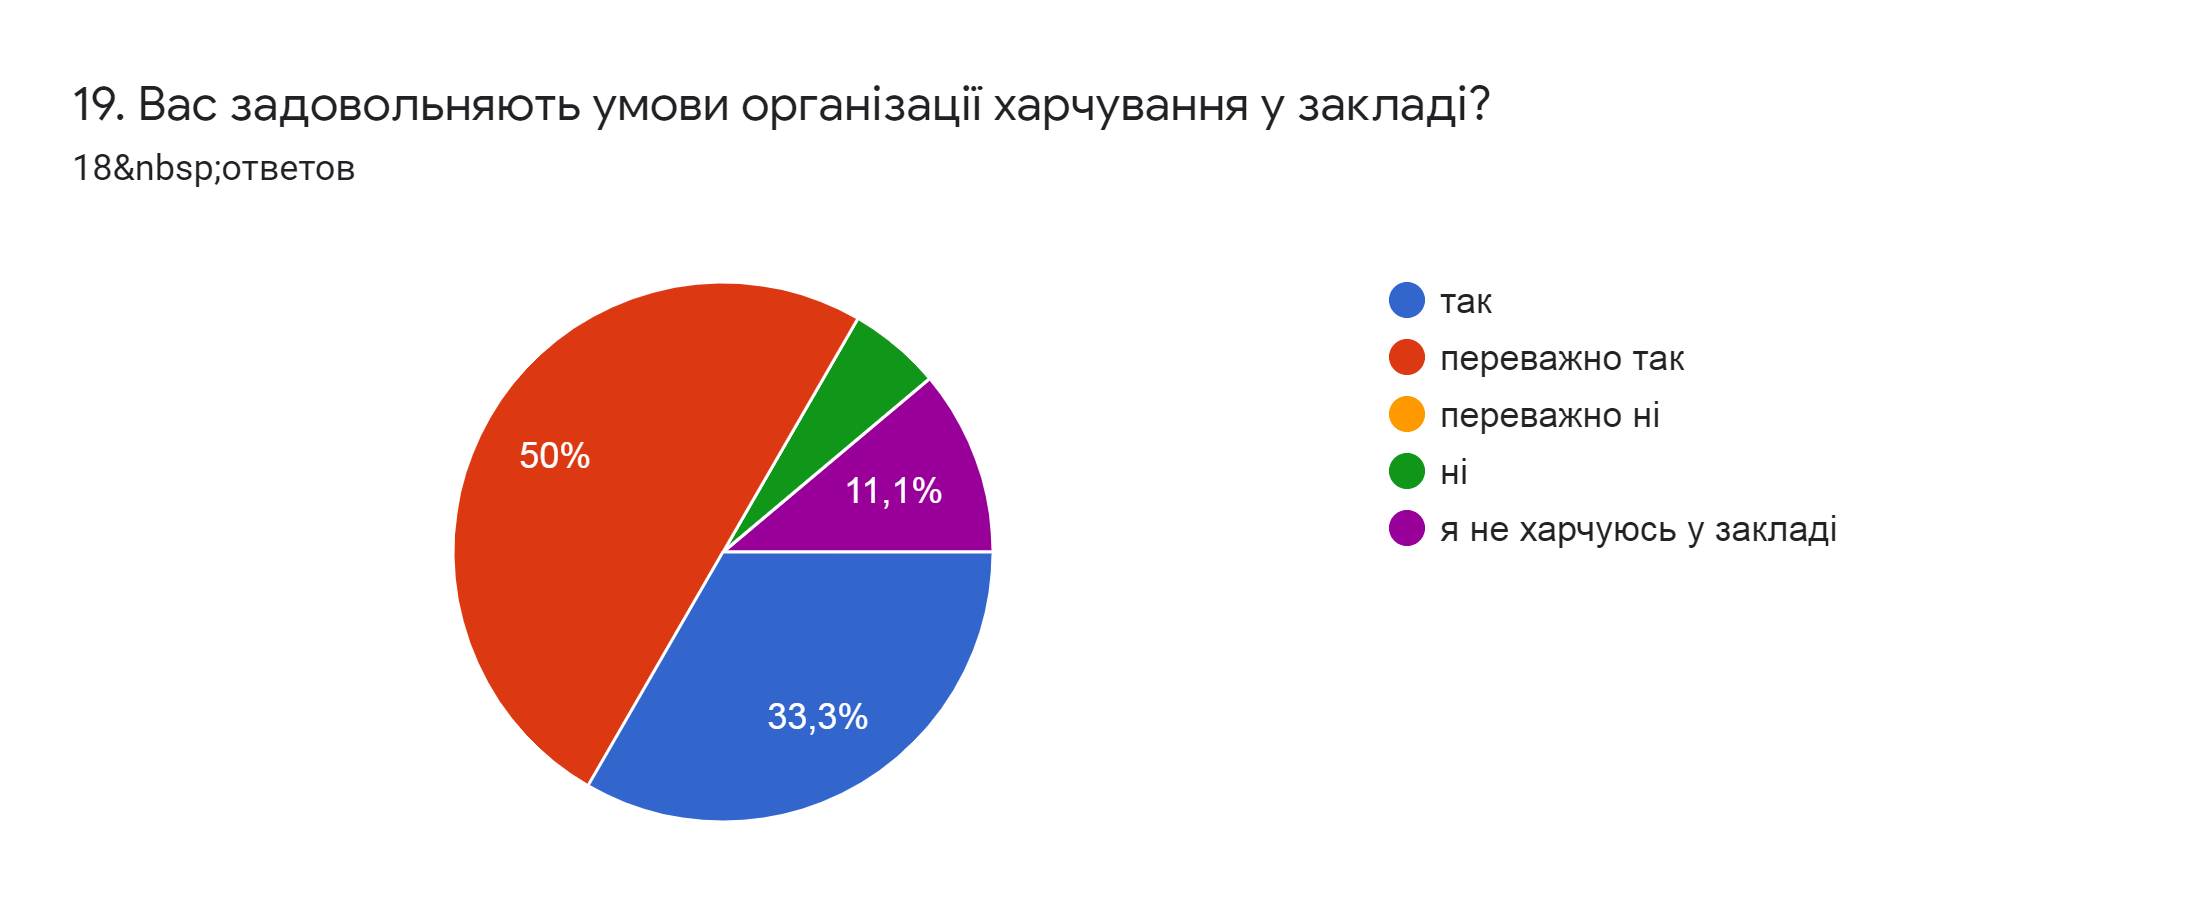 19. Вас задовольняють умови організації харчування у закладі?
18&nbsp;ответов
50%
11,1%
33,3%
так
переважно так
переважно ні
ні
я не харчуюсь у закладі